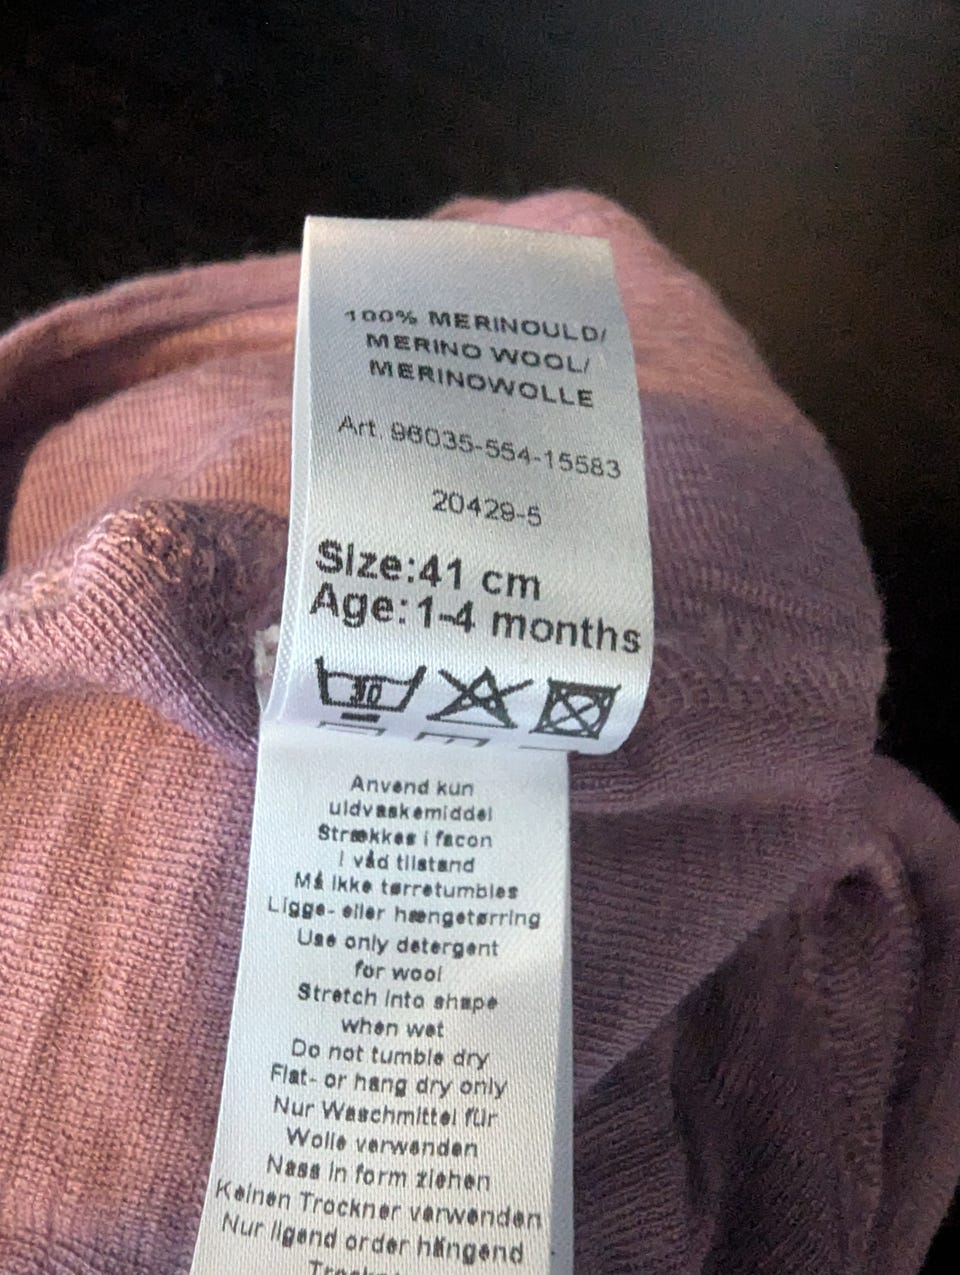 100% MERINOULD/
MERINO WOOL/
MERINOWOLLE
Art. 96035-554-15583
20429-5
Size:41 cm
Age:1-4 months
30
Anvend kun
uldvaskemiddel
Strækkes i facon
i våd tilstand
Må ikke tørretumbles
Ligge- eller hængetørring
Use only detergent
for wool
Stretch into shape
when wet
Do not tumble dry
Flat- or hang dry only
Nur Waschmittel für
Wolle verwenden
Nass in form ziehen
Keinen Trockner verwenden
Nur ligend order hängend